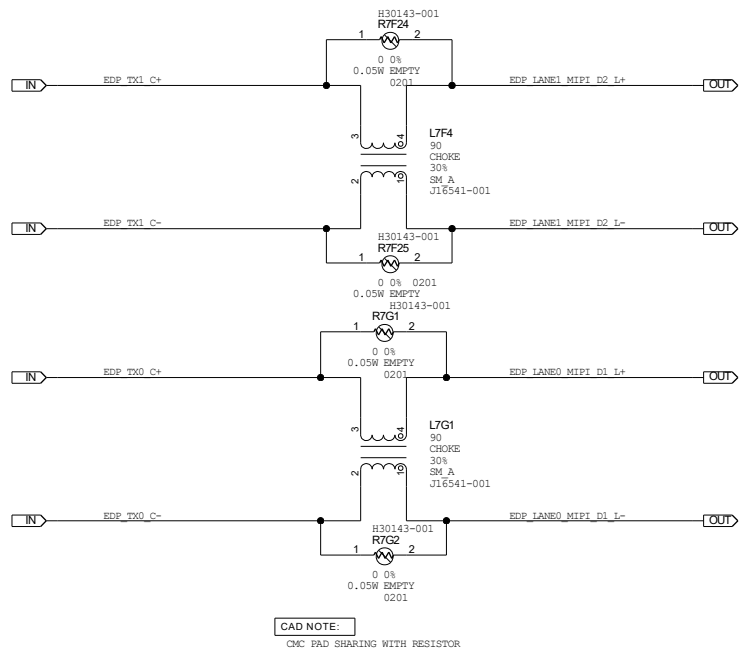 H30143-001
R7F24
1 2
0 0%
0.05W EMPTY
0201
IN EDP_TX1_C+ EDP_LANE1_MIPI_D2_L+ OUT
3 4
L7F4
90
CHOKE
30%
SM_A
J16541-001
2 1
IN EDP_TX1_C- EDP_LANE1_MIPI_D2_L- OUT
H30143-001
R7F25
1 2
0 0% 0201
0.05W EMPTY
H30143-001
R7G1
1 2
0 0%
0.05W EMPTY
0201
IN EDP_TX0_C+ EDP_LANE0_MIPI_D1_L+ OUT
3 4
L7G1
90
CHOKE
30%
SM_A
J16541-001
2 1
IN EDP_TX0_C- EDP_LANE0_MIPI_D1_L- OUT
H30143-001
R7G2
1 2
0 0%
0.05W EMPTY
0201
CAD NOTE:
CMC PAD SHARING WITH RESISTOR